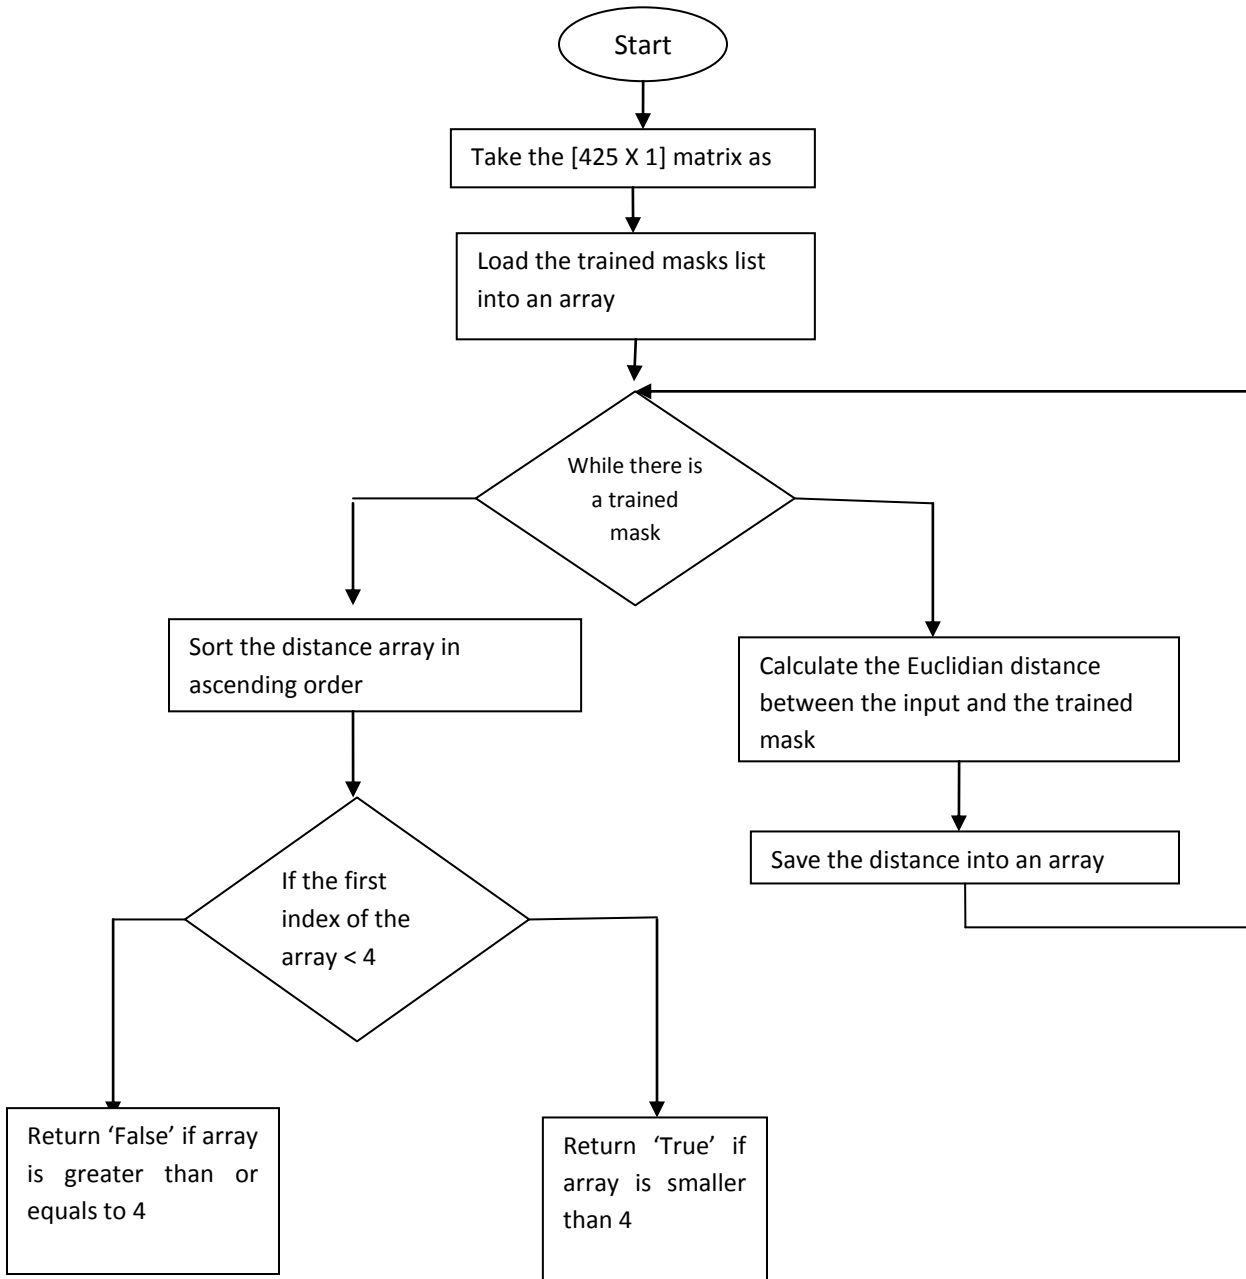 Start
Take the [425 X 1] matrix as
Load the trained masks list
into an array
While there is
a trained
mask
Sort the distance array in
ascending order
Calculate the Euclidian distance
between the input and the trained
mask
Save the distance into an array
If the first
index of the
array < 4
Return ‘False’ if array
is greater than or
equals to 4
Return ‘True’ if
array is smaller
than 4